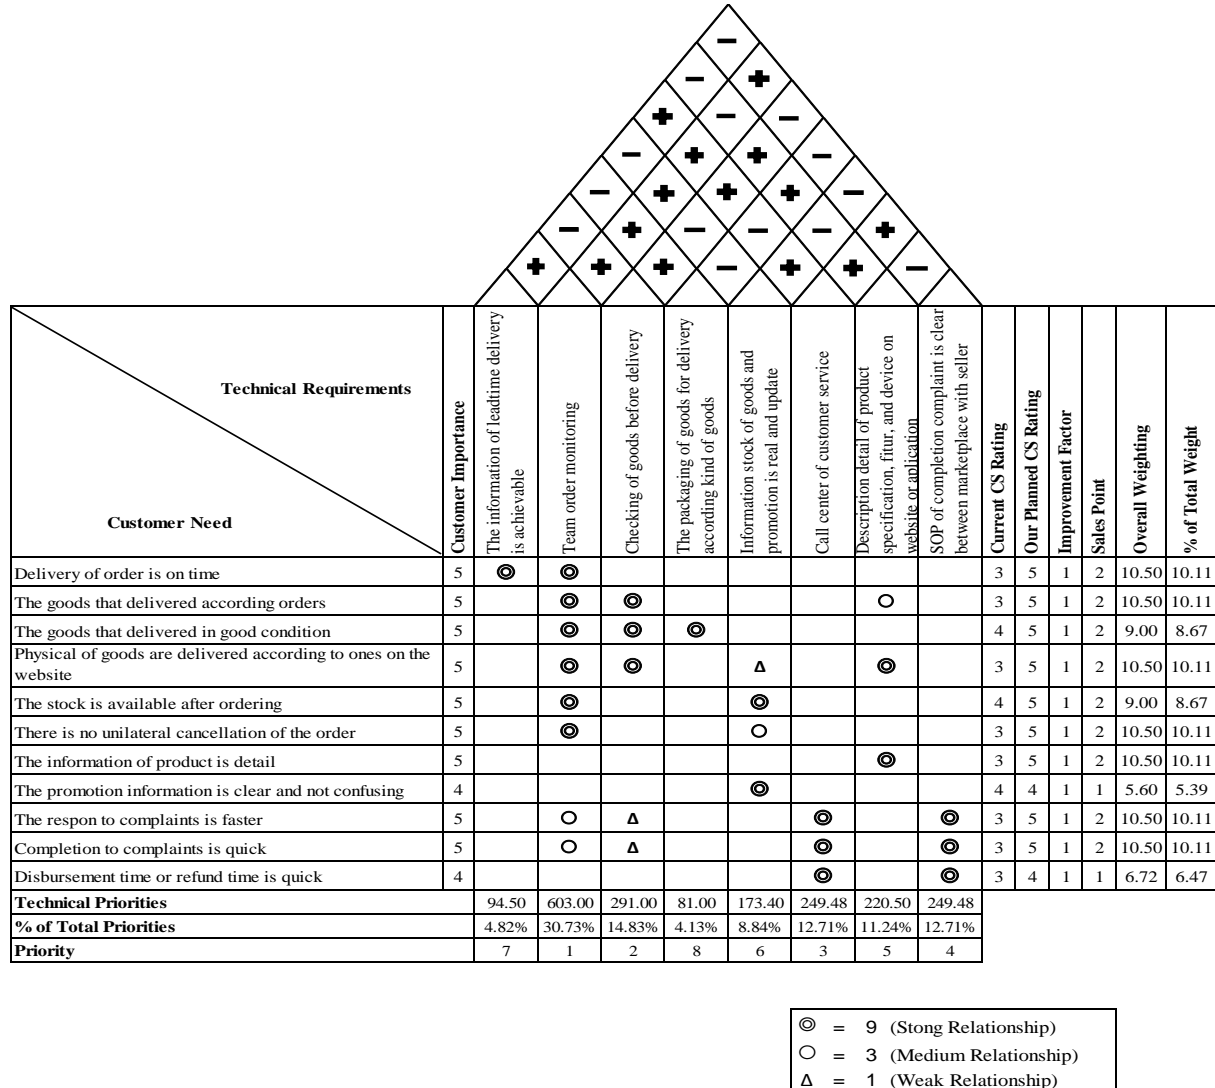 Technical Requirements
Customer Need
Customer Importance
The information of leadtime delivery
is achievable
Team order monitoring
Checking of goods before delivery
The packaging of goods for delivery
according kind of goods
Information stock of goods and
promotion is real and update
Call center of customer service
Description detail of product
specification, fitur, and device on
website or aplication
SOP of completion complaint is clear
between marketplace with seller
Current CS Rating
Our Planned CS Rating
Improvement Factor
Sales Point
Overall Weighting
% of Total Weight
Delivery of order is on time 5 ◎ ◎ 3 5 1 2 10.50 10.11
The goods that delivered according orders 5 ◎ ◎ ○ 3 5 1 2 10.50 10.11
The goods that delivered in good condition 5 ◎ ◎ ◎ 4 5 1 2 9.00 8.67
Physical of goods are delivered according to ones on the
website 5 ◎ ◎ Δ ◎ 3 5 1 2 10.50 10.11
The stock is available after ordering 5 ◎ ◎ 4 5 1 2 9.00 8.67
There is no unilateral cancellation of the order 5 ◎ ○ 3 5 1 2 10.50 10.11
The information of product is detail 5 ◎ 3 5 1 2 10.50 10.11
The promotion information is clear and not confusing 4 ◎ 4 4 1 1 5.60 5.39
The respon to complaints is faster 5 ○ Δ ◎ ◎ 3 5 1 2 10.50 10.11
Completion to complaints is quick 5 ○ Δ ◎ ◎ 3 5 1 2 10.50 10.11
Disbursement time or refund time is quick 4 ◎ ◎ 3 4 1 1 6.72 6.47
Technical Priorities 94.50 603.00 291.00 81.00 173.40 249.48 220.50 249.48
% of Total Priorities 4.82% 30.73% 14.83% 4.13% 8.84% 12.71% 11.24% 12.71%
Priority 7 1 2 8 6 3 5 4
◎ = 9 (Stong Relationship)
○ = 3 (Medium Relationship)
Δ = 1 (Weak Relationship)